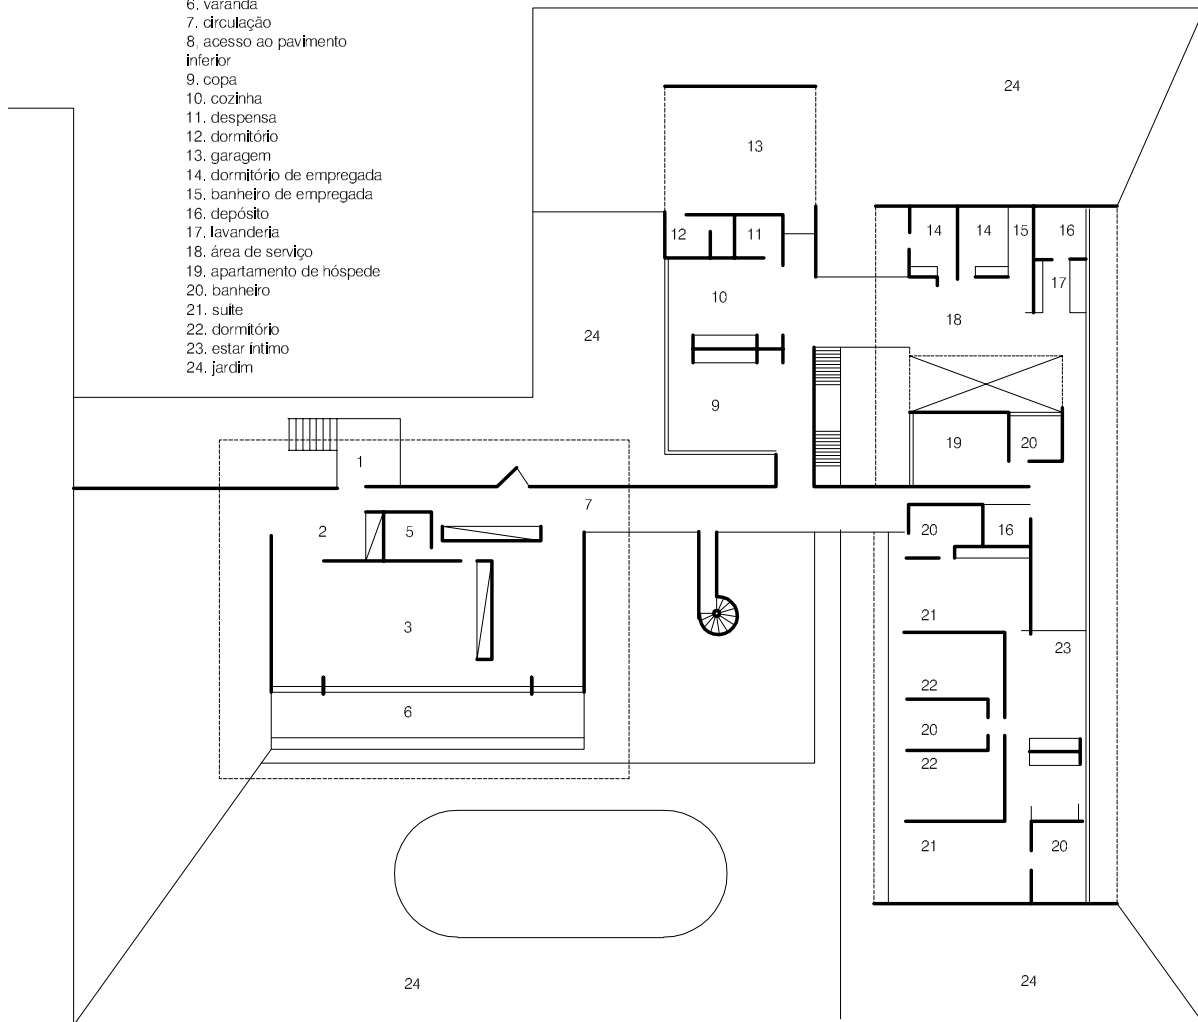 6. varanda
7. circulação
8, acesso ao pavimento
inferior
9. copa
10. cozinha
11. despensa
12. dormitório
13. garagem
14. dormitório de empregada
15. banheiro de empregada
16. depósito
17. lavanderia
18. área de serviço
19. apartamento de hóspede
20. banheiro
21. suíte
22. dormitório
23. estar íntimo
24. jardim
24
13
12
11
14
14
15
16
17
10
18
24
9
19
20
1
7
2
5
20
16
3
21
23
22
6
20
22
21
20
24
24